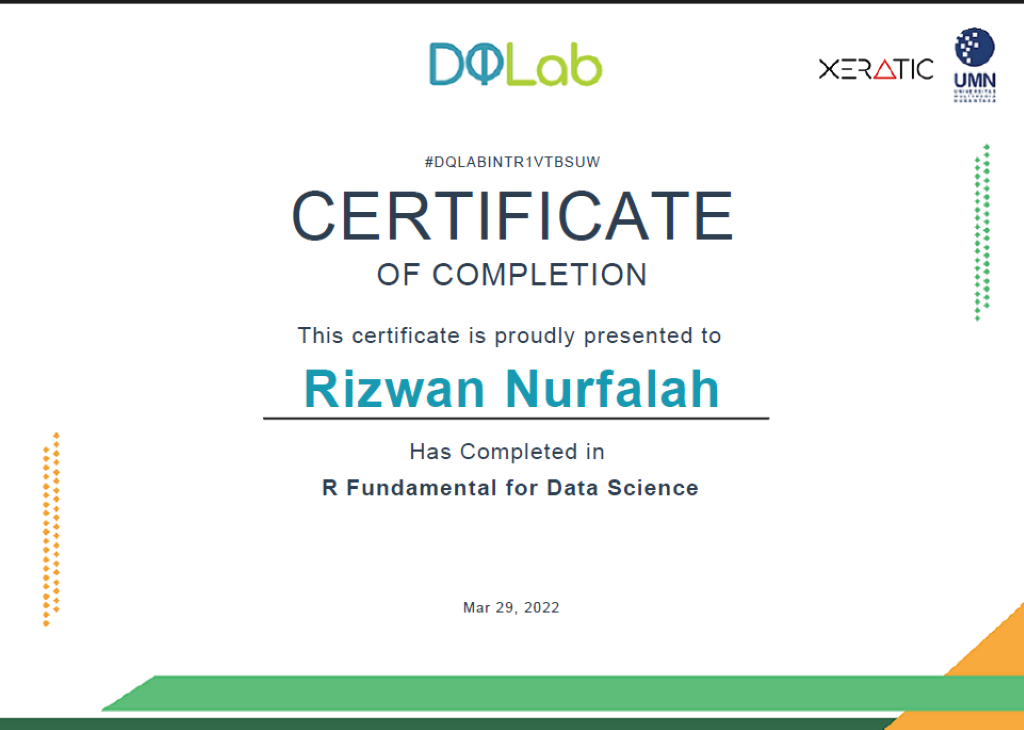 DQLab
XERATIC
UMN
UNIVERSITAS
MULTIMEDIA
NUSANTARA
#DQLABINTR1VTBSUW
CERTIFICATE
OF COMPLETION
This certificate is proudly presented to
Rizwan Nurfalah
Has Completed in
R Fundamental for Data Science
Mar 29, 2022